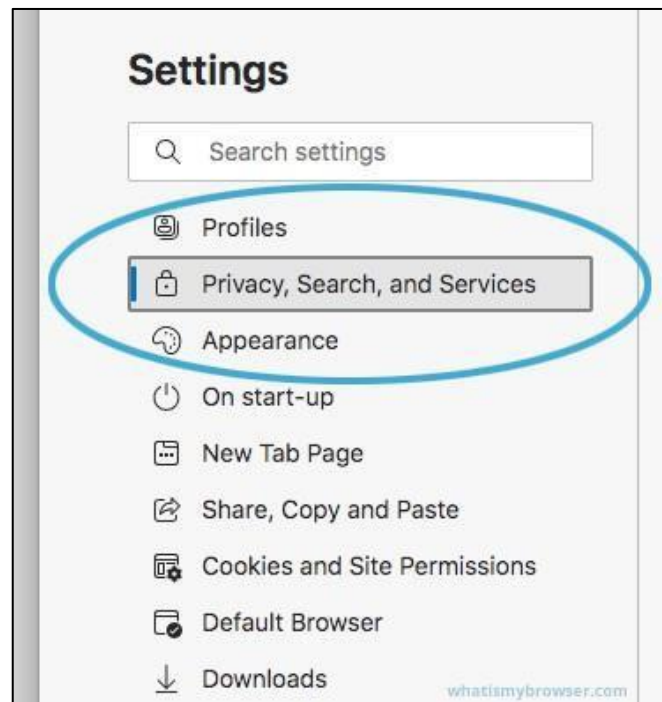 Settings
Search settings
Profiles
Privacy, Search, and Services
Appearance
On start-up
New Tab Page
Share, Copy and Paste
Cookies and Site Permissions
Default Browser
Downloads
whatismybrowser.com